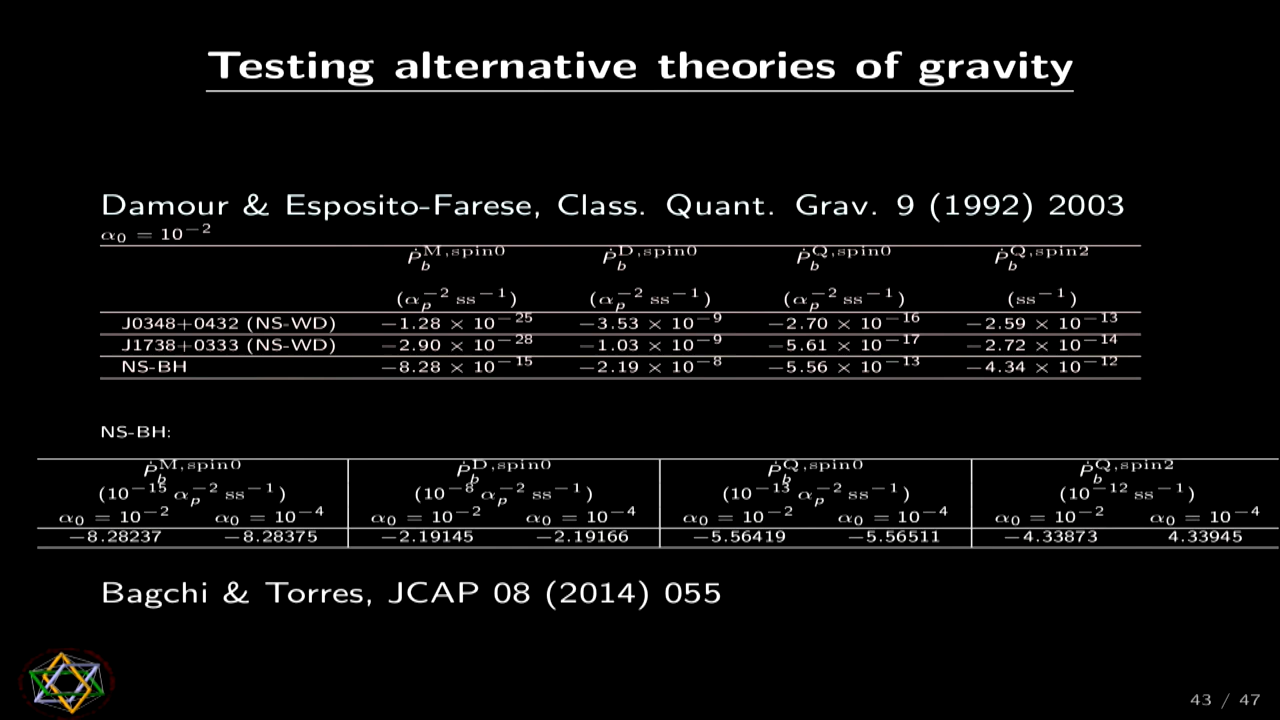 Testing alternative theories of gravity
Damour & Esposito-Farese, Class. Quant. Grav. 9 (1992) 2003
α₀ = 10⁻²
Ṗ_b^{M,spin0} Ṗ_b^{D,spin0} Ṗ_b^{Q,spin0} Ṗ_b^{Q,spin2}
(α_p^{−2} ss⁻¹) (α_p^{−2} ss⁻¹) (α_p^{−2} ss⁻¹) (ss⁻¹)
J0348+0432 (NS-WD) −1.28 × 10⁻²⁵ −3.53 × 10⁻⁹ −2.70 × 10⁻¹⁶ −2.59 × 10⁻¹³
J1738+0333 (NS-WD) −2.90 × 10⁻²⁸ −1.03 × 10⁻⁹ −5.61 × 10⁻¹⁷ −2.72 × 10⁻¹⁴
NS-BH −8.28 × 10⁻¹⁵ −2.19 × 10⁻⁸ −5.56 × 10⁻¹³ −4.34 × 10⁻¹²
NS-BH:
Ṗ_b^{M,spin0} Ṗ_b^{D,spin0} Ṗ_b^{Q,spin0} Ṗ_b^{Q,spin2}
(10⁻¹⁵ α_p^{−2} ss⁻¹) (10⁻⁸ α_p^{−2} ss⁻¹) (10⁻¹³ α_p^{−2} ss⁻¹) (10⁻¹² ss⁻¹)
α₀ = 10⁻² α₀ = 10⁻⁴ α₀ = 10⁻² α₀ = 10⁻⁴ α₀ = 10⁻² α₀ = 10⁻⁴ α₀ = 10⁻² α₀ = 10⁻⁴
−8.28237 −8.28375 −2.19145 −2.19166 −5.56419 −5.56511 −4.33873 4.33945
Bagchi & Torres, JCAP 08 (2014) 055
43 / 47